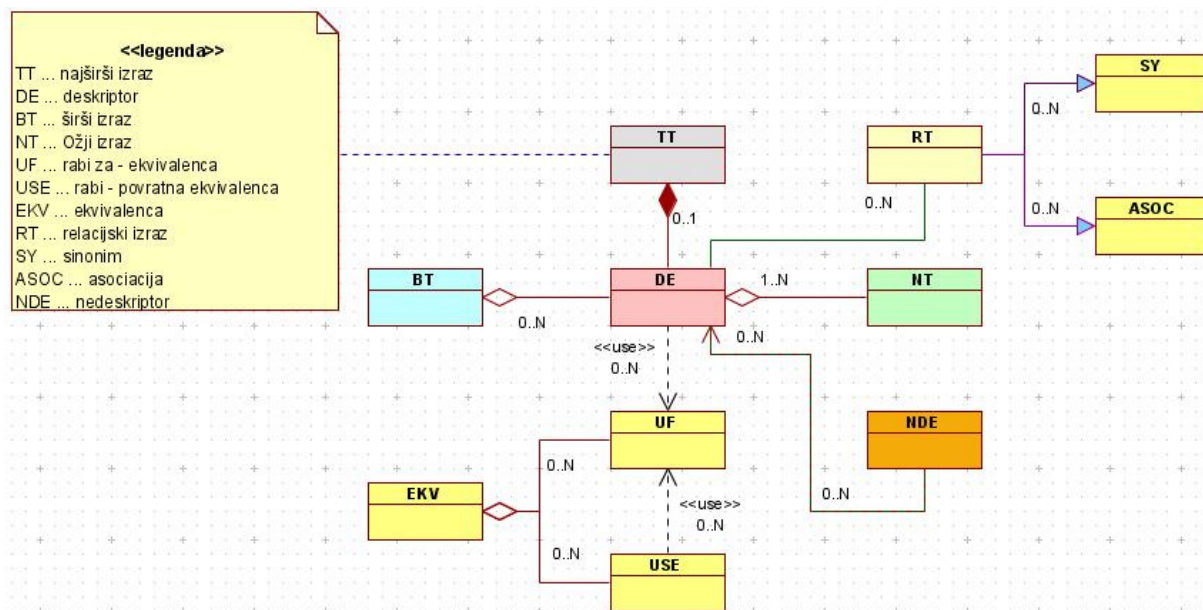 <<legenda>>
TT ... najširši izraz
DE ... deskriptor
BT ... širši izraz
NT ... Ožji izraz
UF ... rabi za - ekvivalenca
USE ... rabi - povratna ekvivalenca
EKV ... ekvivalenca
RT ... relacijski izraz
SY ... sinonim
ASOC ... asociacija
NDE ... nedeskriptor
SY
0..N
TT
RT
0..N
0..N
ASOC
0..1
BT
DE
1..N
NT
0..N
0..N
<<use>>
0..N
UF
NDE
0..N
EKV
0..N
<<use>>
0..N
0..N
USE